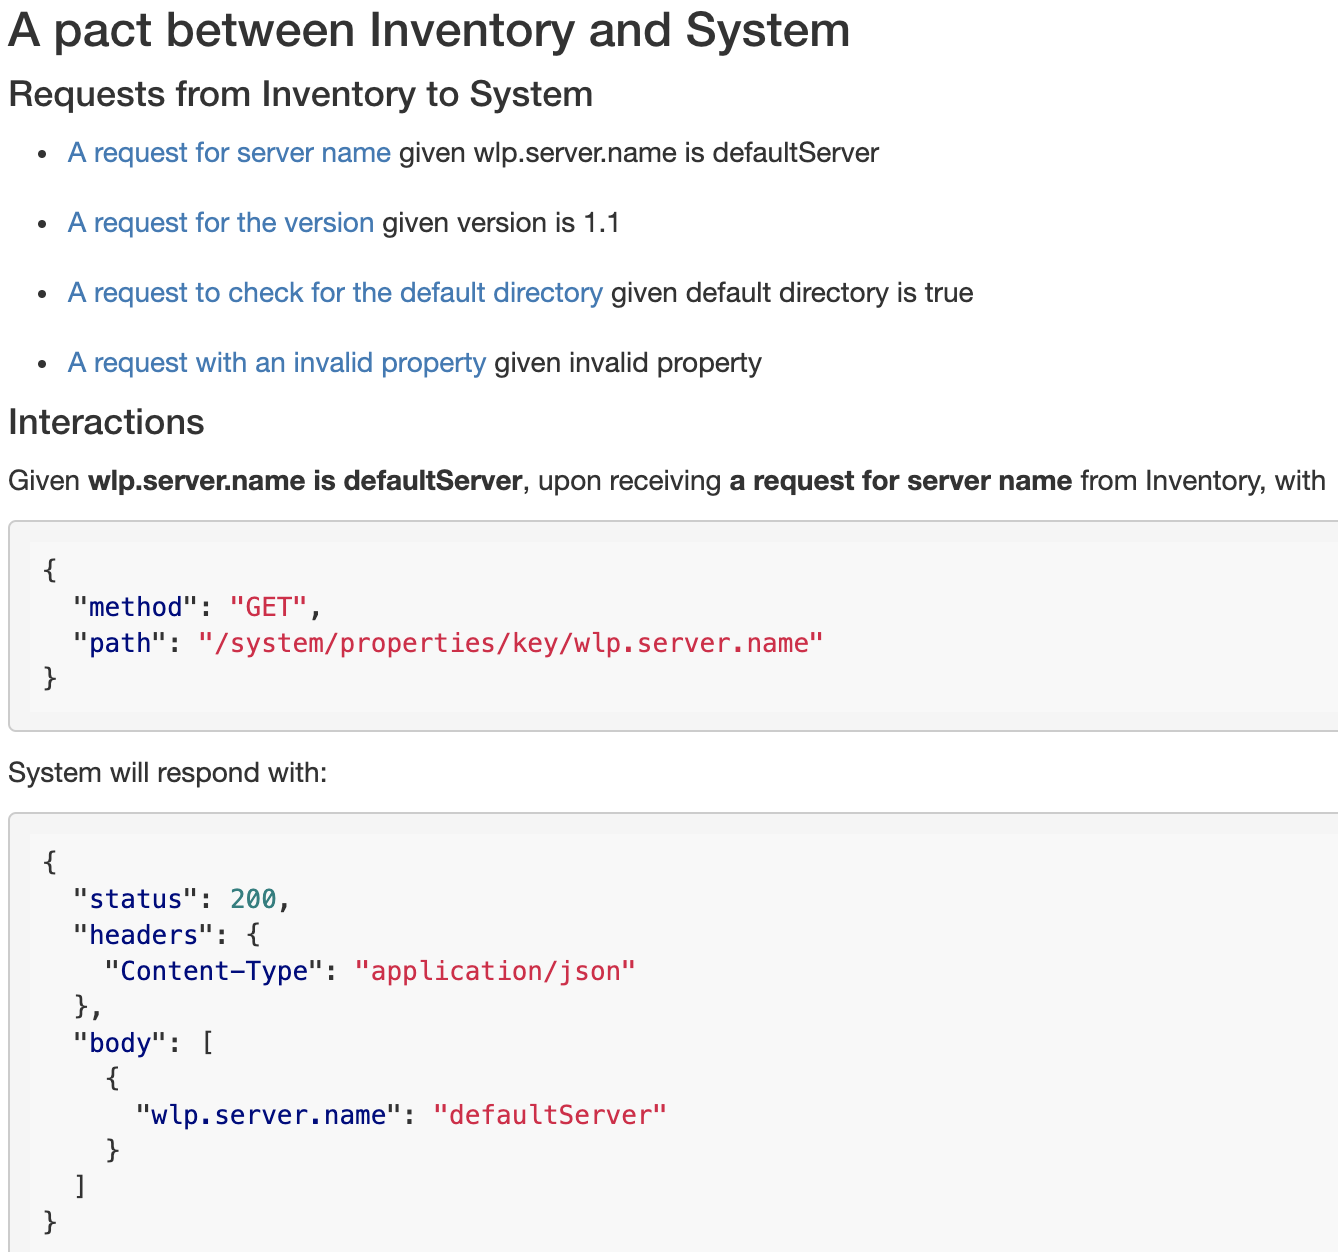 A pact between Inventory and System
Requests from Inventory to System
• A request for server name given wlp.server.name is defaultServer
• A request for the version given version is 1.1
• A request to check for the default directory given default directory is true
• A request with an invalid property given invalid property
Interactions
Given wlp.server.name is defaultServer, upon receiving a request for server name from Inventory, with
{
  "method": "GET",
  "path": "/system/properties/key/wlp.server.name"
}
System will respond with:
{
  "status": 200,
  "headers": {
    "Content-Type": "application/json"
  },
  "body": [
    {
      "wlp.server.name": "defaultServer"
    }
  ]
}